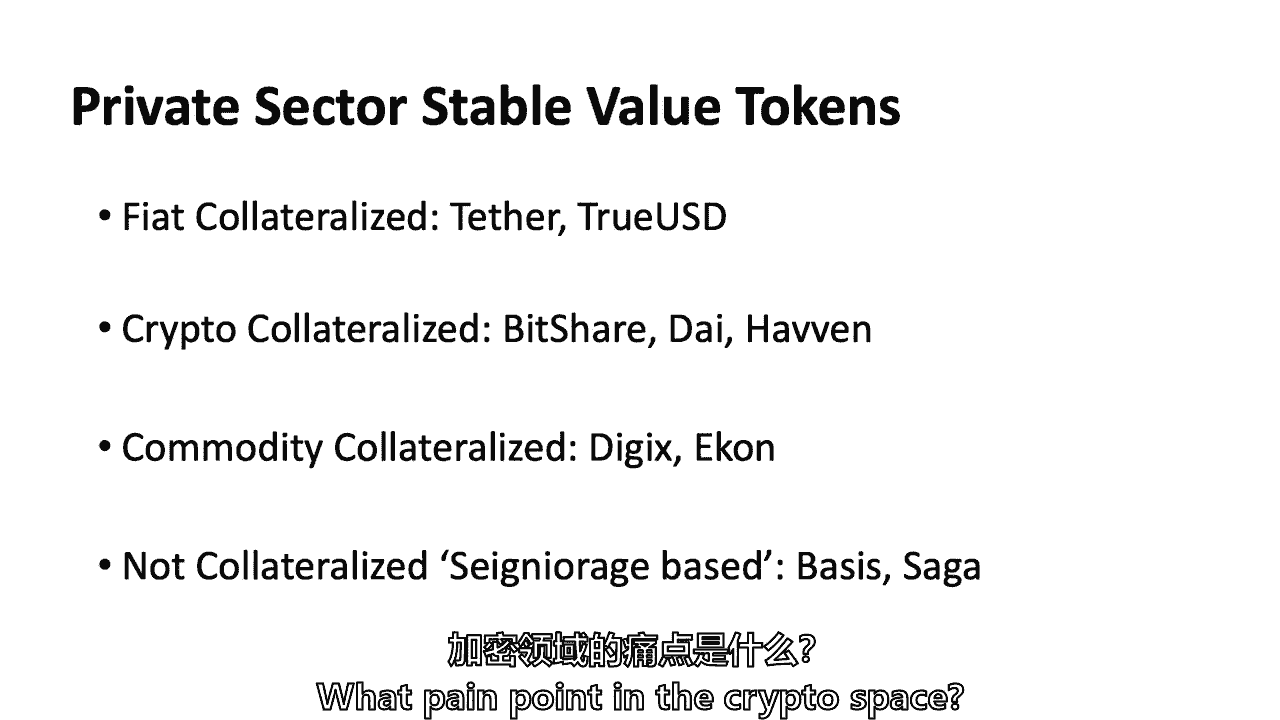 Private Sector Stable Value Tokens
• Fiat Collateralized: Tether, TrueUSD
• Crypto Collateralized: BitShare, Dai, Havven
• Commodity Collateralized: Digix, Ekon
• Not Collateralized ‘Seigniorage based’: Basis, Saga
加密领域的痛点是什么?
What pain point in the crypto space?